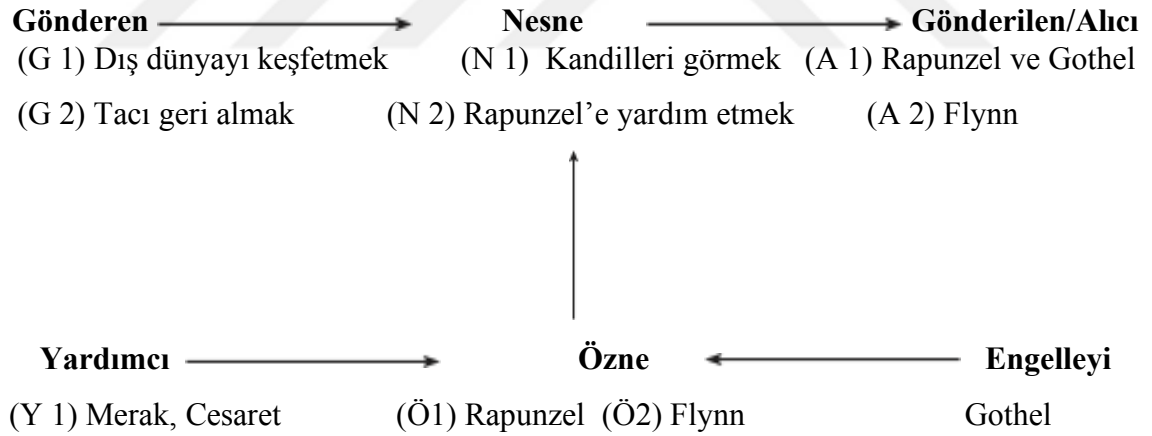 Gönderen Nesne Gönderilen/Alıcı
(G 1) Dış dünyayı keşfetmek (N 1) Kandilleri görmek (A 1) Rapunzel ve Gothel
(G 2) Tacı geri almak (N 2) Rapunzel’e yardım etmek (A 2) Flynn
Yardımcı Özne Engelleyi
(Y 1) Merak, Cesaret (Ö1) Rapunzel (Ö2) Flynn Gothel